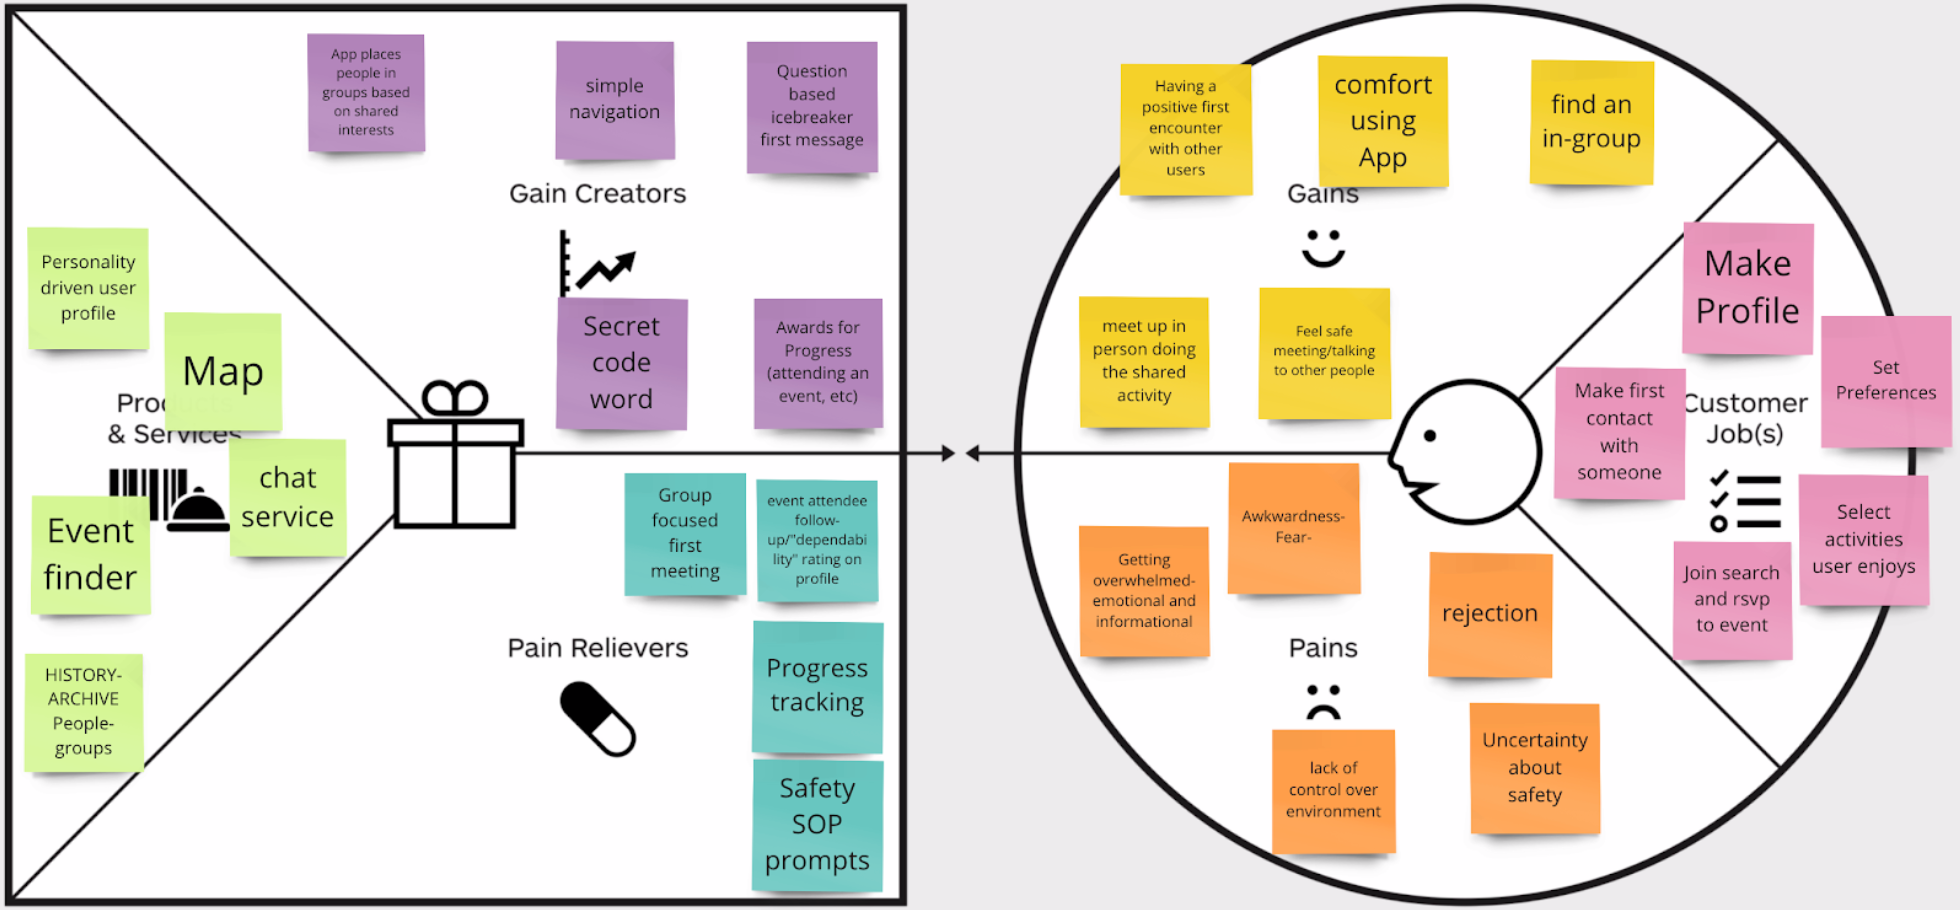 App places
people in
groups based
on shared
interests
simple
navigation
Question
based
icebreaker
first message
Gain Creators
Secret
code
word
Awards for
Progress
(attending an
event, etc)
Personality
driven user
profile
Map
Products
& Services
chat
service
Event
finder
HISTORY-
ARCHIVE
People-
groups
Group
focused
first
meeting
event attendee
follow-
up/"dependabi
lity" rating on
profile
Pain Relievers
Progress
tracking
Safety
SOP
prompts
Having a
positive first
encounter
with other
users
comfort
using
App
find an
in-group
Gains
meet up in
person doing
the shared
activity
Feel safe
meeting/talking
to other people
Make
Profile
Set
Preferences
Make first
contact
with
someone
Customer
Job(s)
Select
activities
user enjoys
Join search
and rsvp
to event
Awkwardness-
Fear-
Getting
overwhelmed-
emotional and
informational
rejection
Pains
lack of
control over
environment
Uncertainty
about
safety